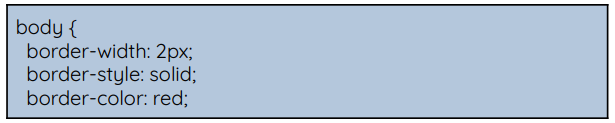 body {
border-width: 2px;
border-style: solid;
border-color: red;